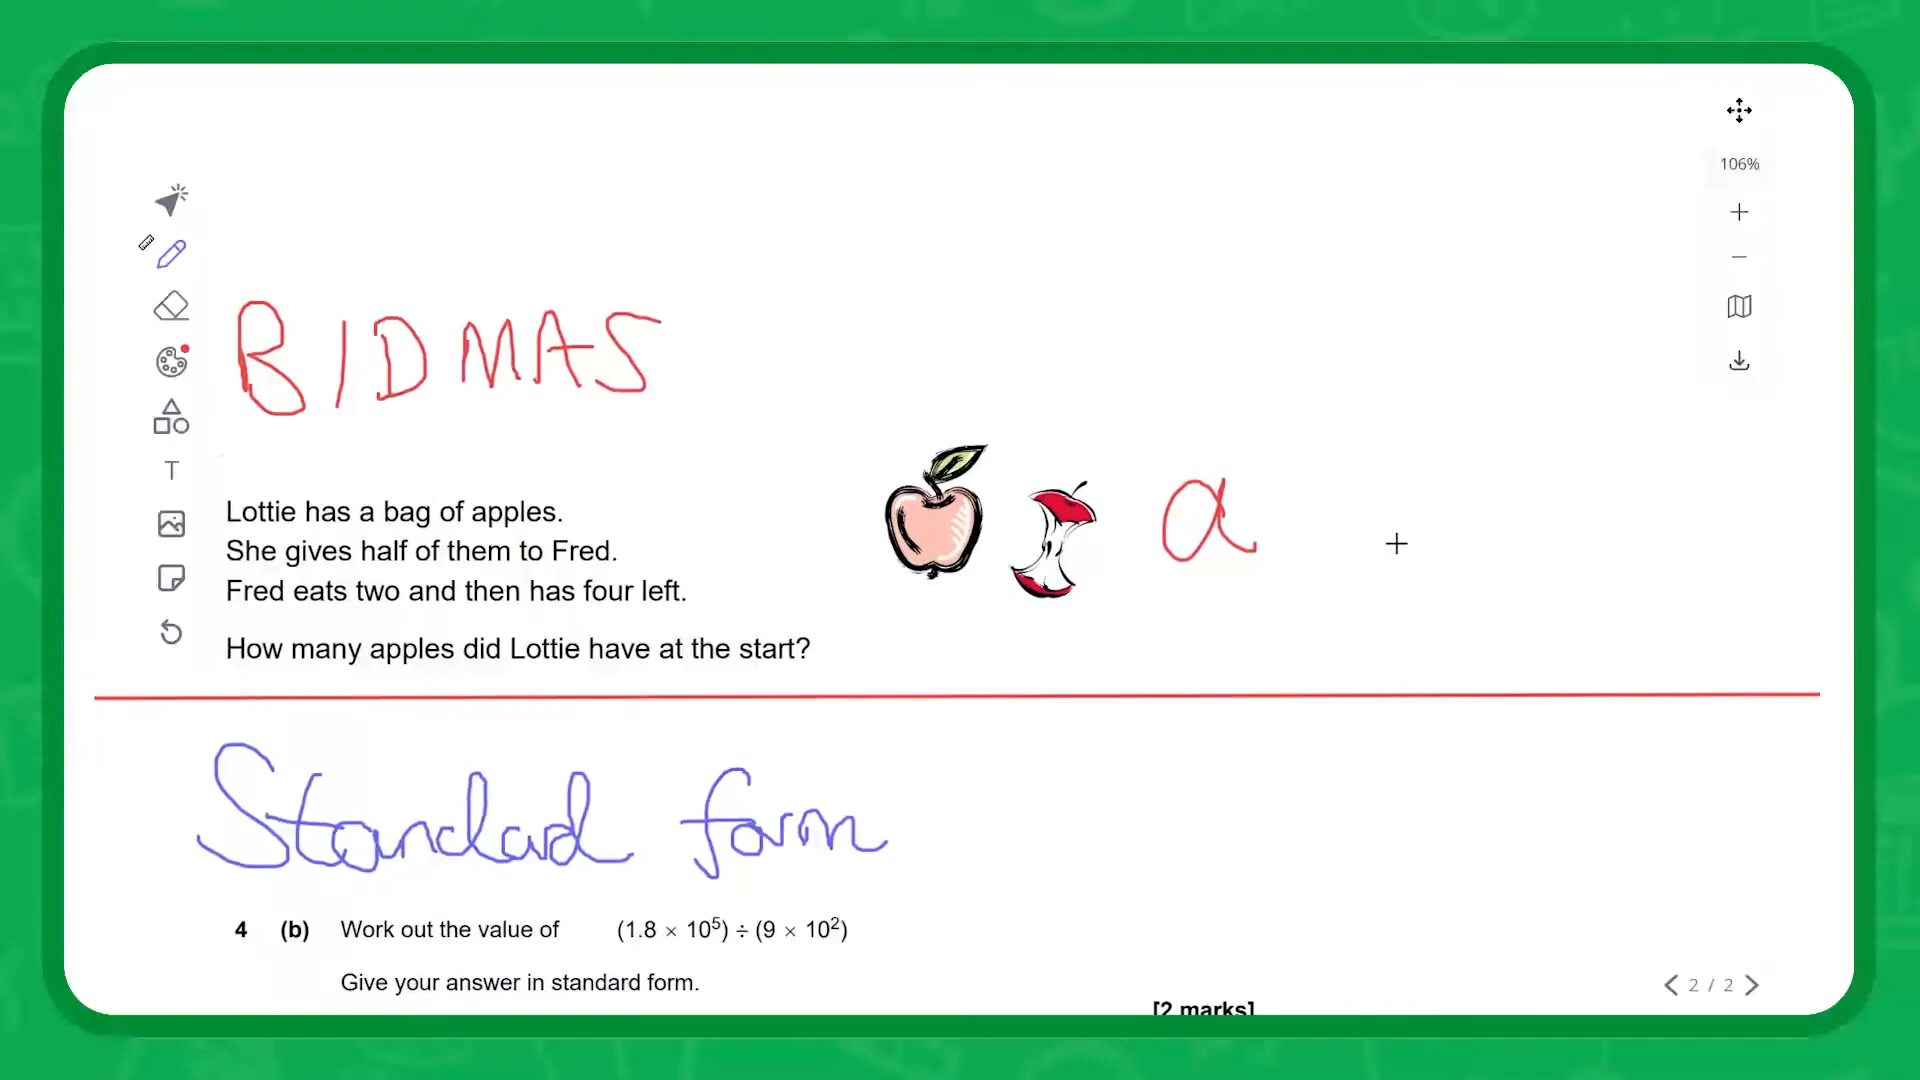 106%
BIDMAS
T
Lottie has a bag of apples.
She gives half of them to Fred.
Fred eats two and then has four left.
a
How many apples did Lottie have at the start?
Standard form
4 (b) Work out the value of (1.8 × 10⁵) ÷ (9 × 10²)
Give your answer in standard form.
2 / 2
[2 marks]